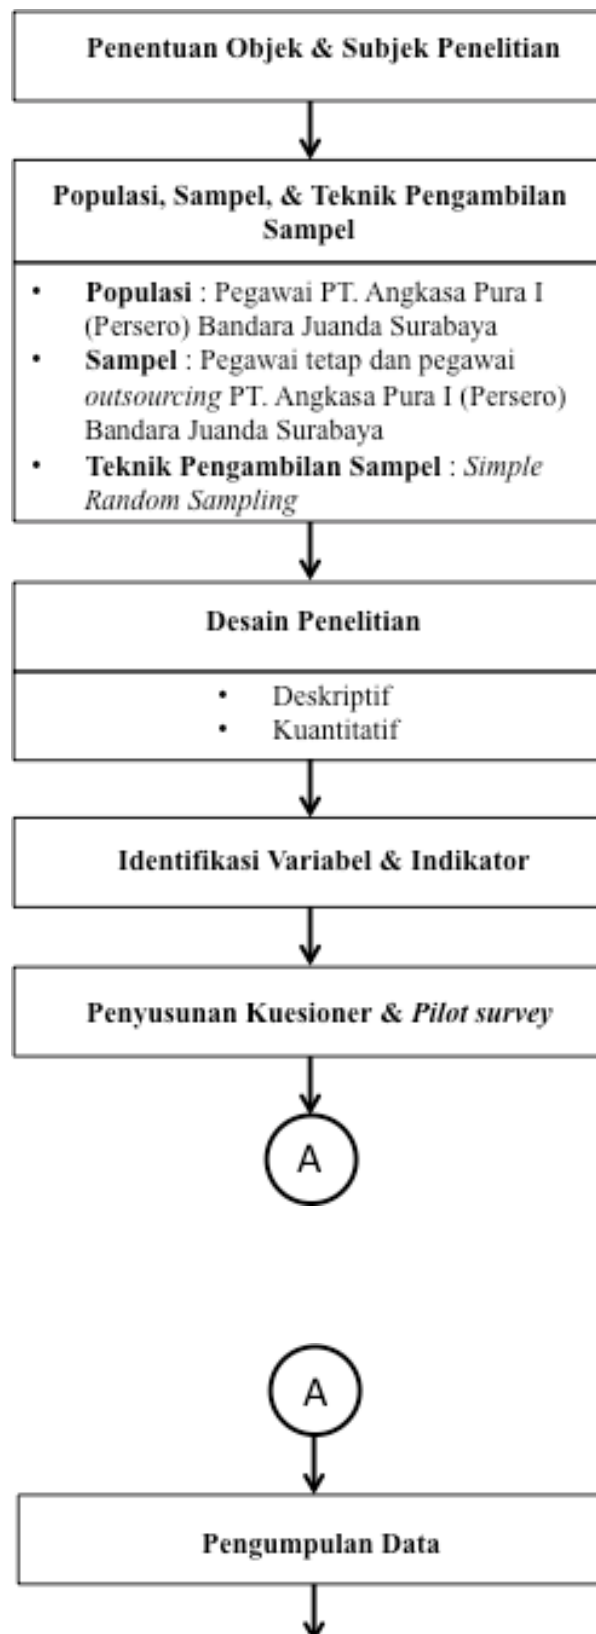 Penentuan Objek & Subjek Penelitian
Populasi, Sampel, & Teknik Pengambilan
Sampel
• Populasi : Pegawai PT. Angkasa Pura I
(Persero) Bandara Juanda Surabaya
• Sampel : Pegawai tetap dan pegawai
outsourcing PT. Angkasa Pura I (Persero)
Bandara Juanda Surabaya
• Teknik Pengambilan Sampel : Simple
Random Sampling
Desain Penelitian
• Deskriptif
• Kuantitatif
Identifikasi Variabel & Indikator
Penyusunan Kuesioner & Pilot survey
A
A
Pengumpulan Data